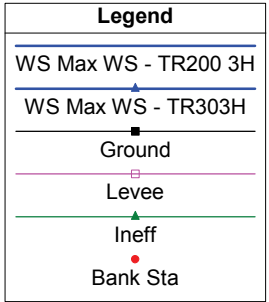 Legend
WS Max WS - TR200 3H
WS Max WS - TR303H
Ground
Levee
Ineff
Bank Sta